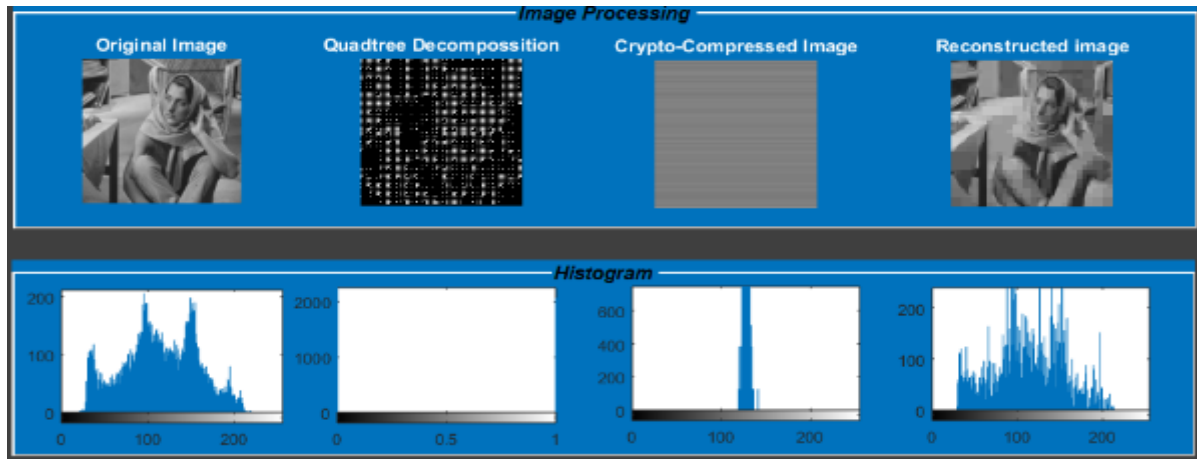 Image Processing
Original Image
Quadtree Decompossition
Crypto-Compressed Image
Reconstructed image
Histogram
200
100
0
0 100 200
2000
1000
0
0 0.5 1
600
400
200
0
0 100 200
200
100
0
0 100 200